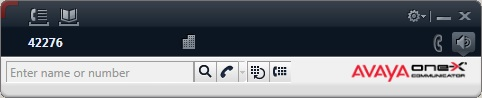 42276
Enter name or number
AVAYA one-X
COMMUNICATOR